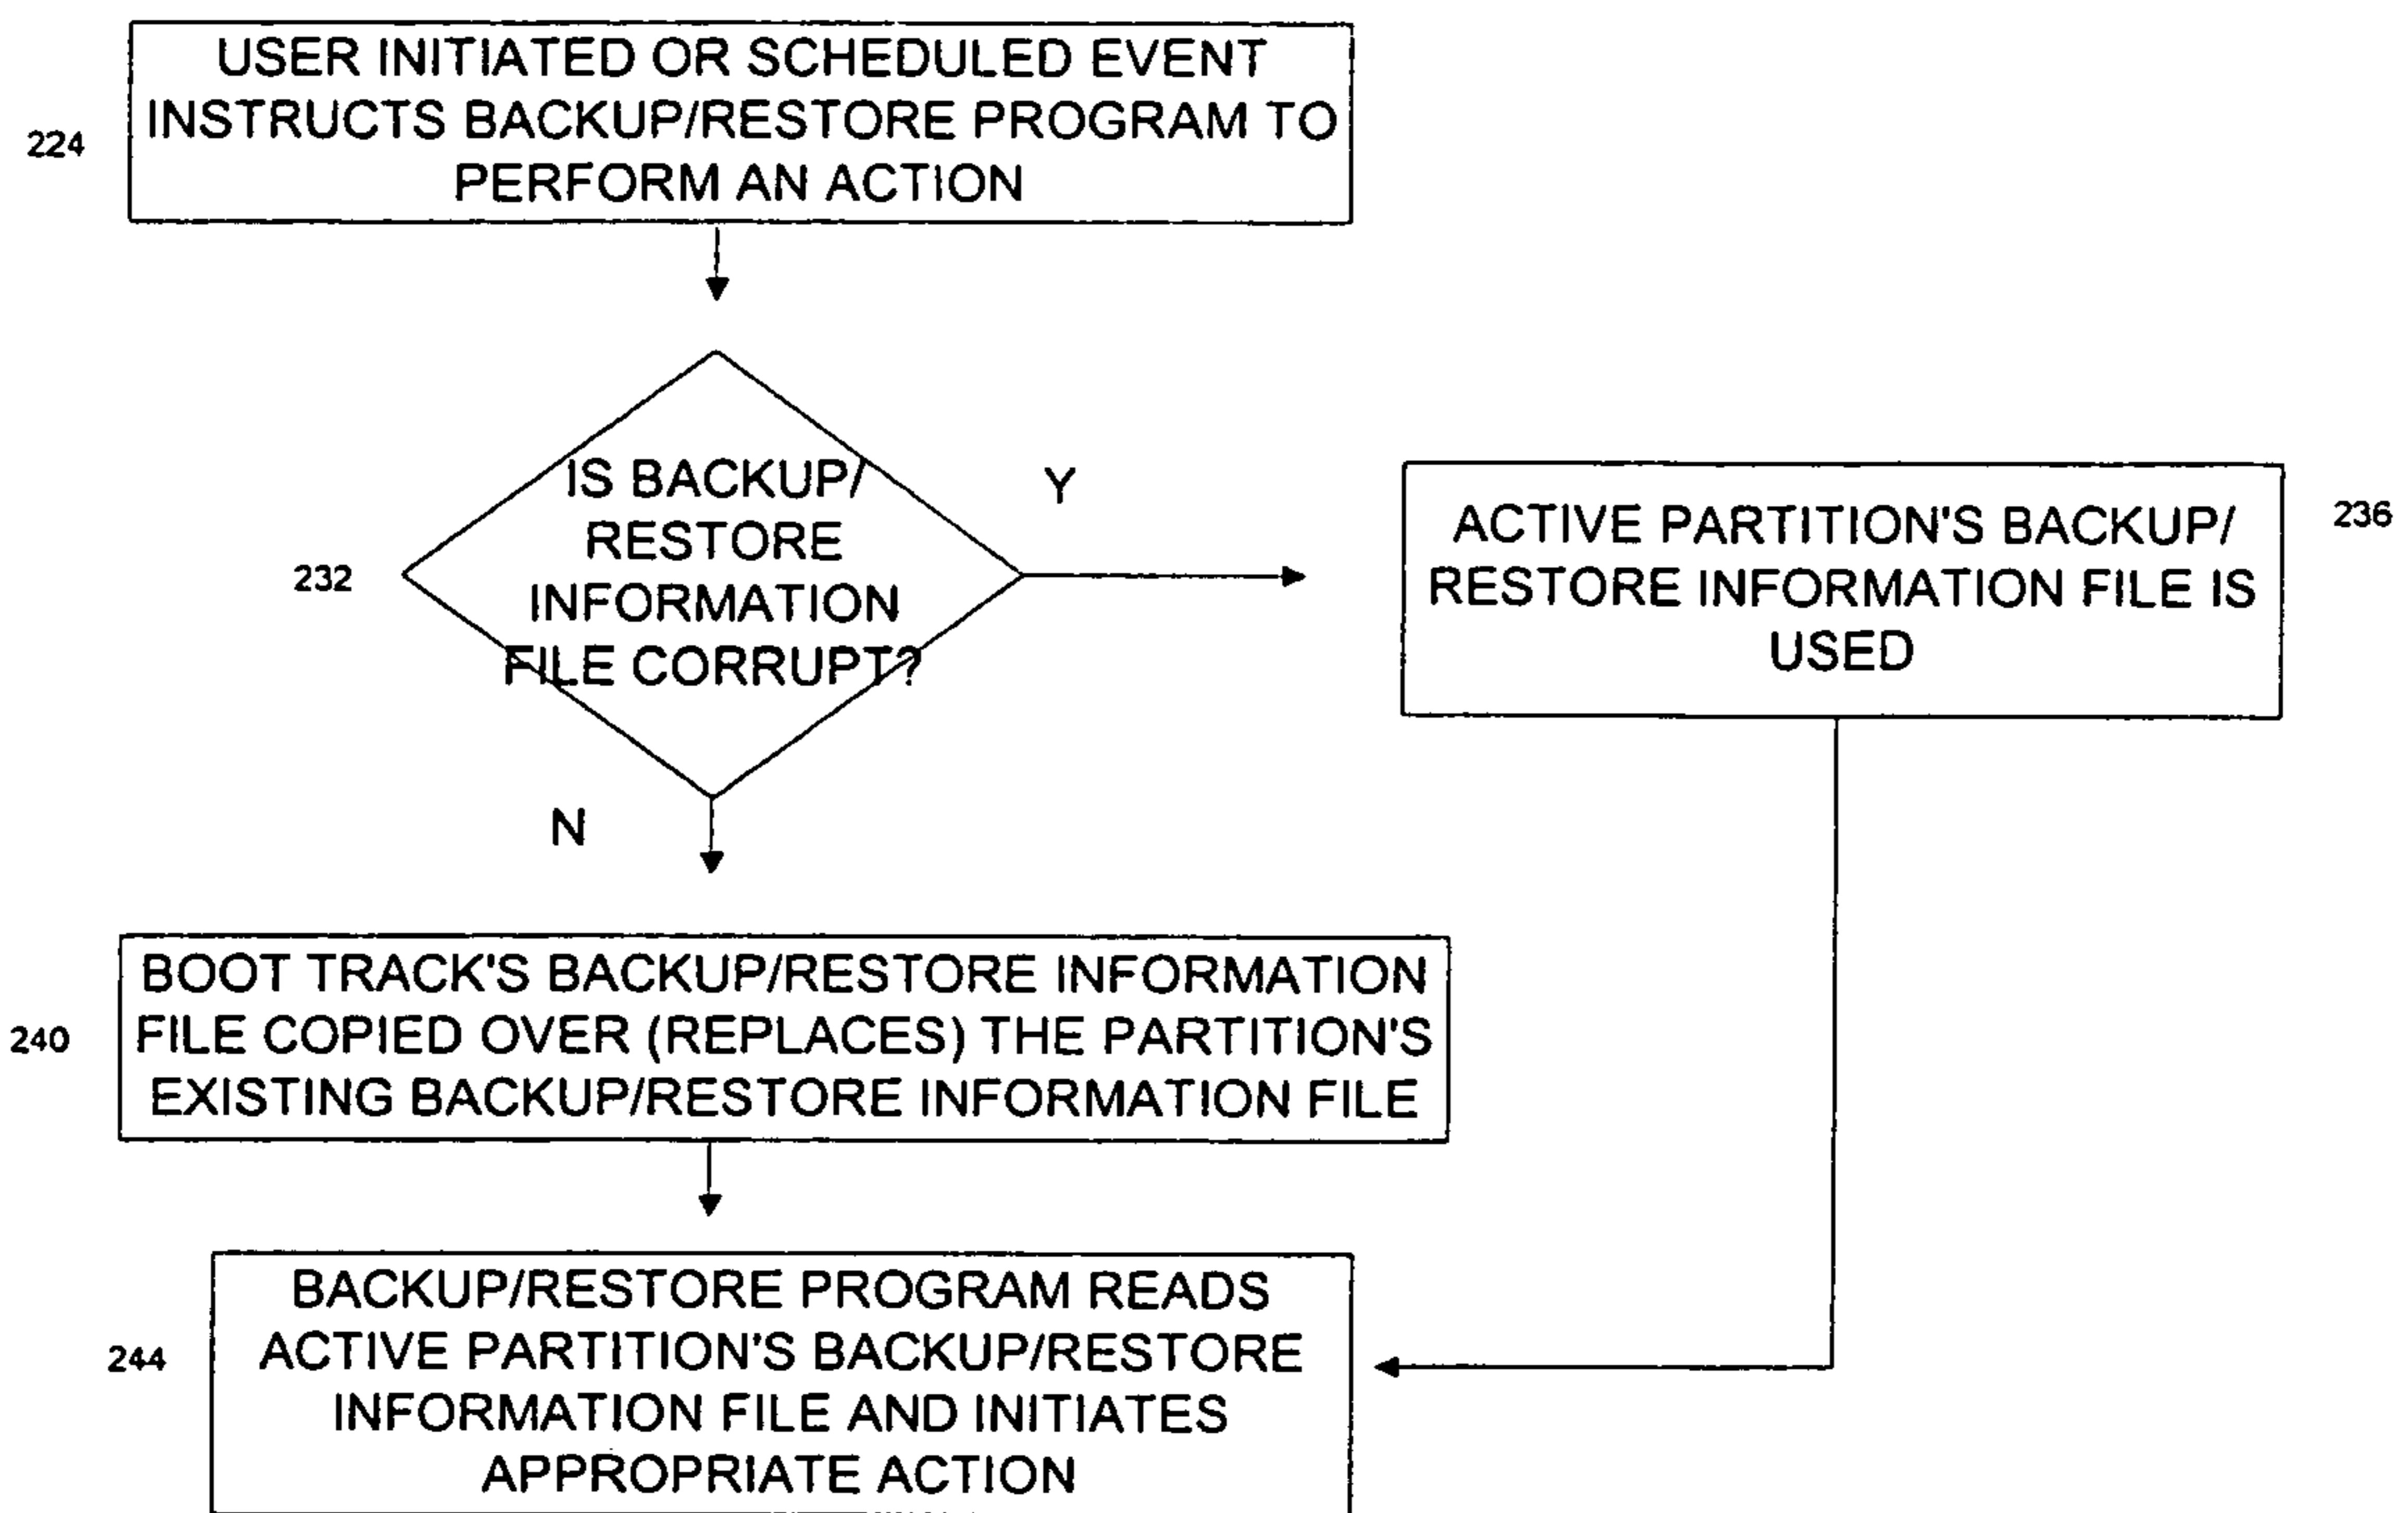 USER INITIATED OR SCHEDULED EVENT
INSTRUCTS BACKUP/RESTORE PROGRAM TO
PERFORM AN ACTION
224
IS BACKUP/
RESTORE
INFORMATION
FILE CORRUPT?
232
Y
ACTIVE PARTITION'S BACKUP/
RESTORE INFORMATION FILE IS
USED
236
N
BOOT TRACK'S BACKUP/RESTORE INFORMATION
FILE COPIED OVER (REPLACES) THE PARTITION'S
EXISTING BACKUP/RESTORE INFORMATION FILE
240
BACKUP/RESTORE PROGRAM READS
ACTIVE PARTITION'S BACKUP/RESTORE
INFORMATION FILE AND INITIATES
APPROPRIATE ACTION
244